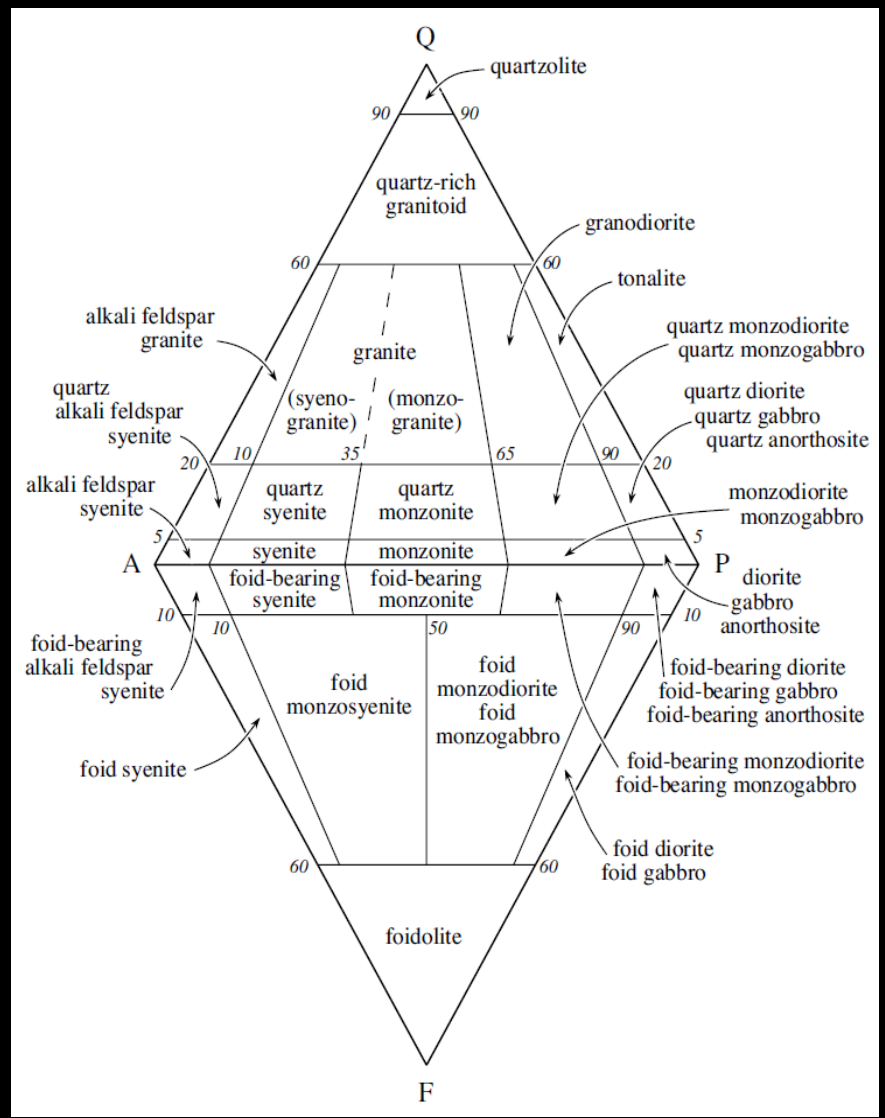 Q
quartzolite
90
90
quartz-rich
granitoid
granodiorite
60
60
tonalite
alkali feldspar
granite
quartz monzodiorite
quartz monzogabbro
granite
quartz
alkali feldspar
syenite
(syeno-
granite)
(monzo-
granite)
quartz diorite
quartz gabbro
quartz anorthosite
20
10
35
65
90
20
alkali feldspar
syenite
quartz
syenite
quartz
monzonite
monzodiorite
monzogabbro
5
5
syenite
monzonite
A
P
foid-bearing
syenite
foid-bearing
monzonite
diorite
gabbro
anorthosite
10
10
50
90
10
foid-bearing
alkali feldspar
syenite
foid
monzosyenite
foid
monzodiorite
foid
monzogabbro
foid-bearing diorite
foid-bearing gabbro
foid-bearing anorthosite
foid syenite
foid-bearing monzodiorite
foid-bearing monzogabbro
foid diorite
foid gabbro
60
60
foidolite
F